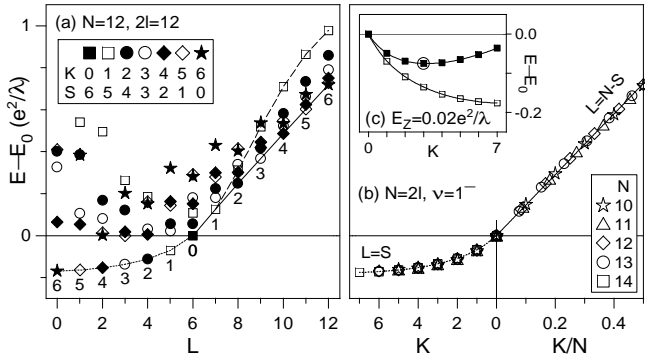 (a) N=12, 2l=12
K 0 1 2 3 4 5 6
S 6 5 4 3 2 1 0
E–E₀ (e²/λ)
1
0
6 5 4 3 2 1 0
1 2 3 4 5 6
0 2 4 6 8 10 12
L
0.0
-0.2
E–E₀
(c) E_Z=0.02e²/λ
0 K 7
L=N-S
(b) N=2l, ν=1⁻
L=S
N
10
11
12
13
14
6 4 2 0 0.2 0.4
K K/N